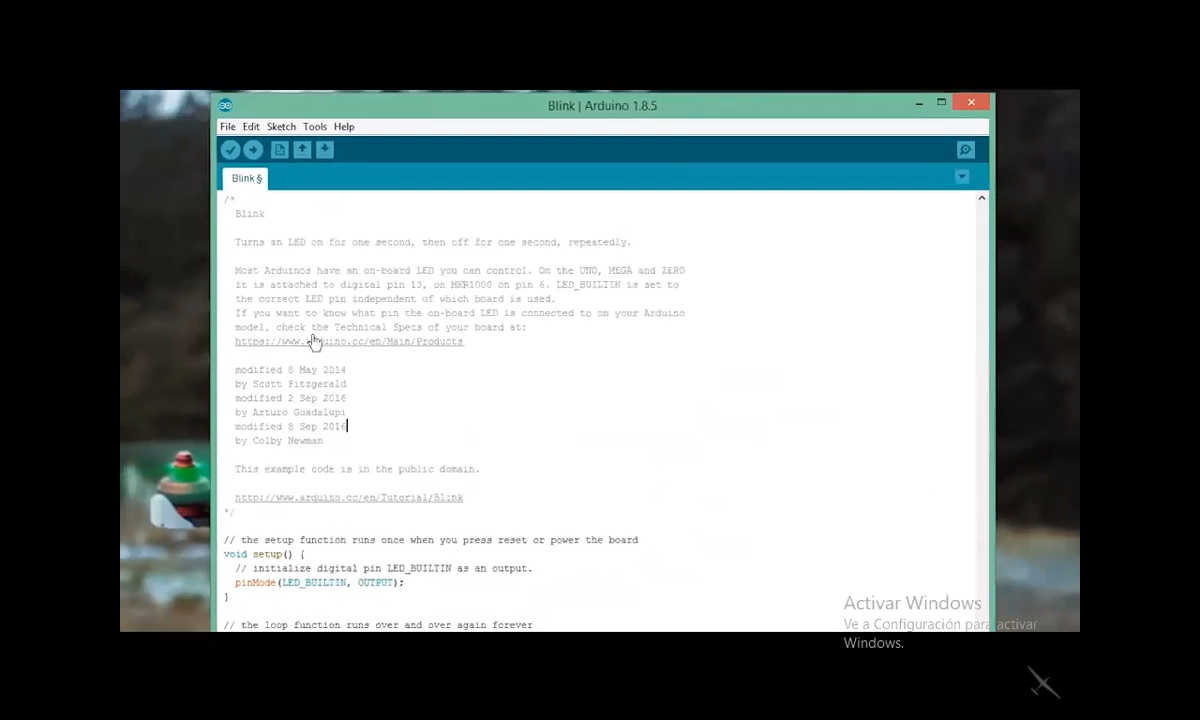 Blink | Arduino 1.8.5
File Edit Sketch Tools Help
Blink §
/*
Blink
Turns an LED on for one second, then off for one second, repeatedly.
Most Arduinos have an on-board LED you can control. On the UNO, MEGA and ZERO
it is attached to digital pin 13, on MKR1000 on pin 6. LED_BUILTIN is set to
the correct LED pin independent of which board is used.
If you want to know what pin the on-board LED is connected to on your Arduino
model, check the Technical Specs of your board at:
https://www.arduino.cc/en/Main/Products
modified 8 May 2014
by Scott Fitzgerald
modified 2 Sep 2016
by Arturo Guadalupi
modified 8 Sep 2016
by Colby Newman
This example code is in the public domain.
http://www.arduino.cc/en/Tutorial/Blink
*/
// the setup function runs once when you press reset or power the board
void setup() {
// initialize digital pin LED_BUILTIN as an output.
pinMode(LED_BUILTIN, OUTPUT);
}
// the loop function runs over and over again forever
Activar Windows
Ve a Configuración para activar
Windows.